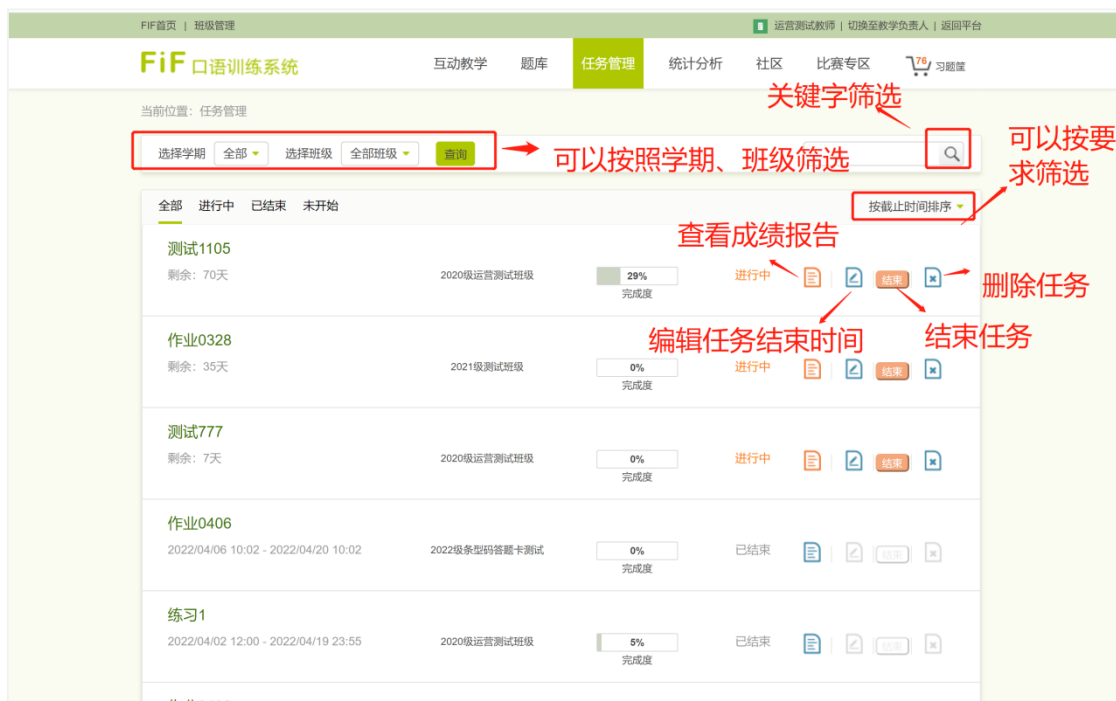 FIF首页 | 班级管理
运营测试教师 | 切换至教学负责人 | 返回平台
FiF 口语训练系统
互动教学 题库 任务管理 统计分析 社区 比赛专区 76 习题筐
当前位置：任务管理
关键字筛选
选择学期 全部 选择班级 全部班级 查询
可以按照学期、班级筛选
可以按要
求筛选
全部 进行中 已结束 未开始
按截止时间排序
查看成绩报告
测试1105
剩余：70天 2020级运营测试班级 29% 进行中 结束
完成度
删除任务
编辑任务结束时间
结束任务
作业0328
剩余：35天 2021级测试班级 0% 进行中 结束
完成度
测试777
剩余：7天 2020级运营测试班级 0% 进行中 结束
完成度
作业0406
2022/04/06 10:02 - 2022/04/20 10:02 2022级条型码答题卡测试 0% 已结束 结束
完成度
练习1
2022/04/02 12:00 - 2022/04/19 23:55 2020级运营测试班级 5% 已结束 结束
完成度